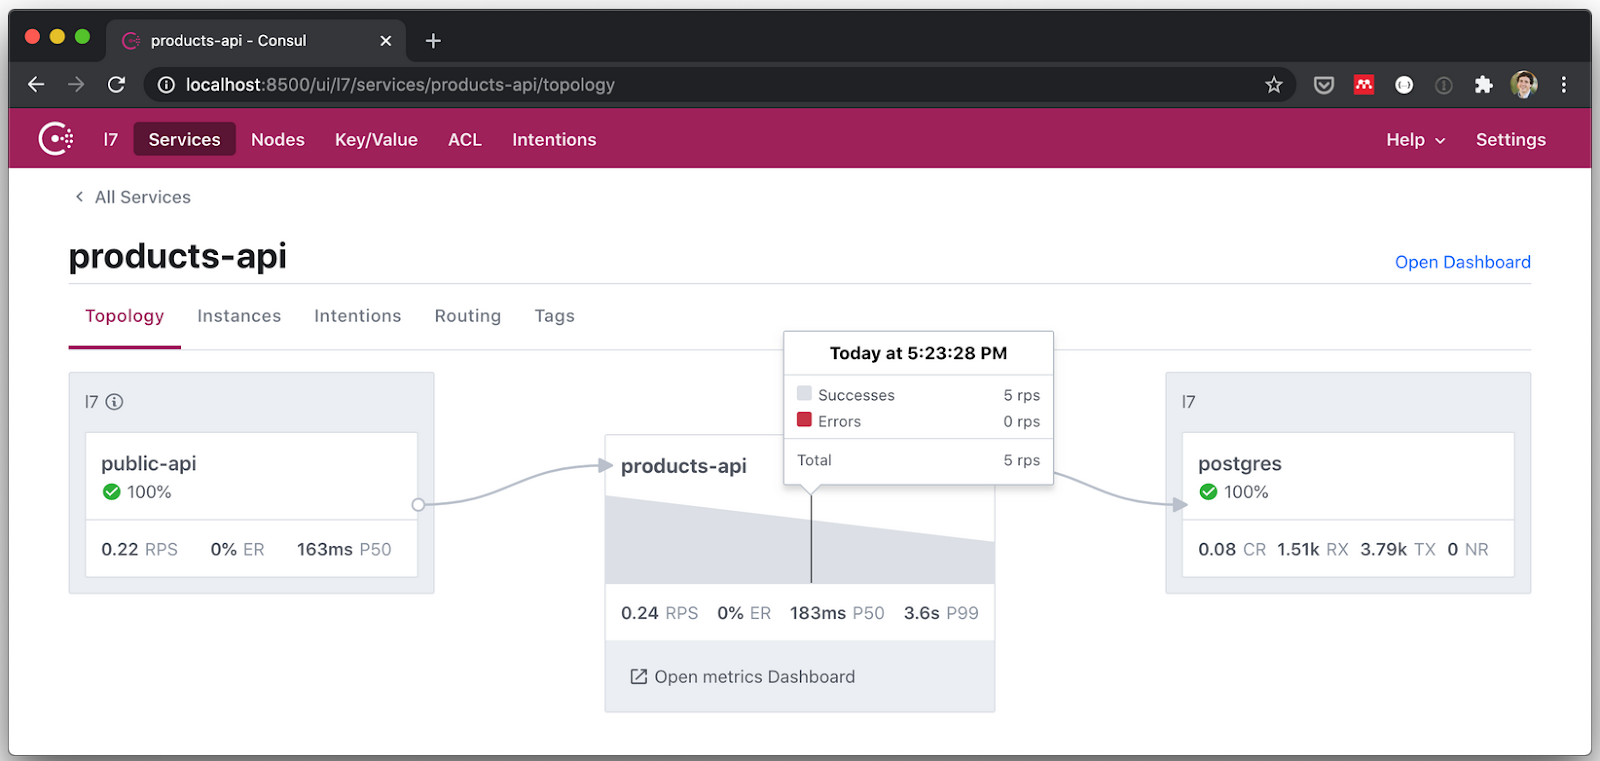 products-api - Consul
localhost:8500/ui/l7/services/products-api/topology
l7 Services Nodes Key/Value ACL Intentions Help Settings
All Services
products-api
Open Dashboard
Topology Instances Intentions Routing Tags
Today at 5:23:28 PM
Successes 5 rps
Errors 0 rps
Total 5 rps
l7
public-api
100%
0.22 RPS 0% ER 163ms P50
products-api
0.24 RPS 0% ER 183ms P50 3.6s P99
Open metrics Dashboard
l7
postgres
100%
0.08 CR 1.51k RX 3.79k TX 0 NR